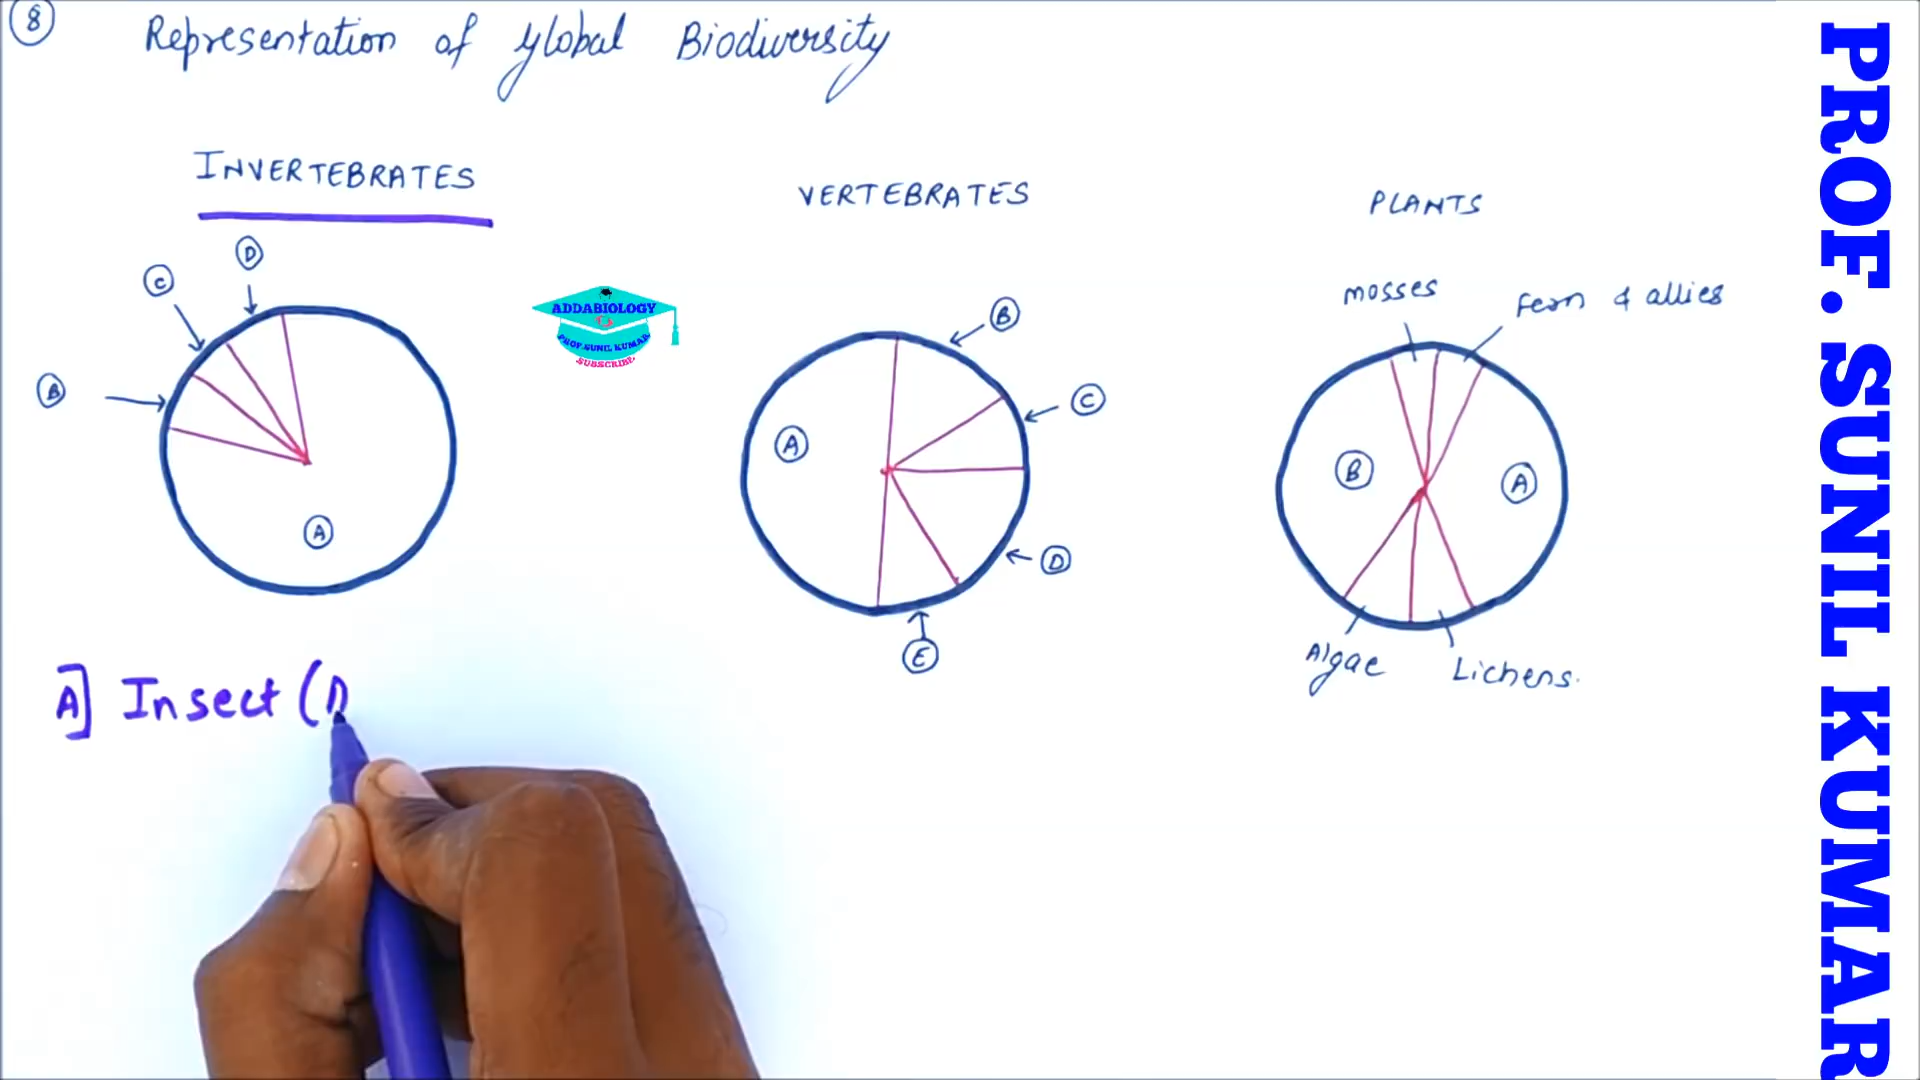 8
Representation of Global Biodiversity
INVERTEBRATES
VERTEBRATES
PLANTS
D
C
B
A
ADDABIOLOGY
PROF.SUNIL KUMAR
SUBSCRIBE
B
C
A
D
E
mosses
Fern & allies
B
A
Algae
Lichens.
A] Insect (
PROF. SUNIL KUMAR